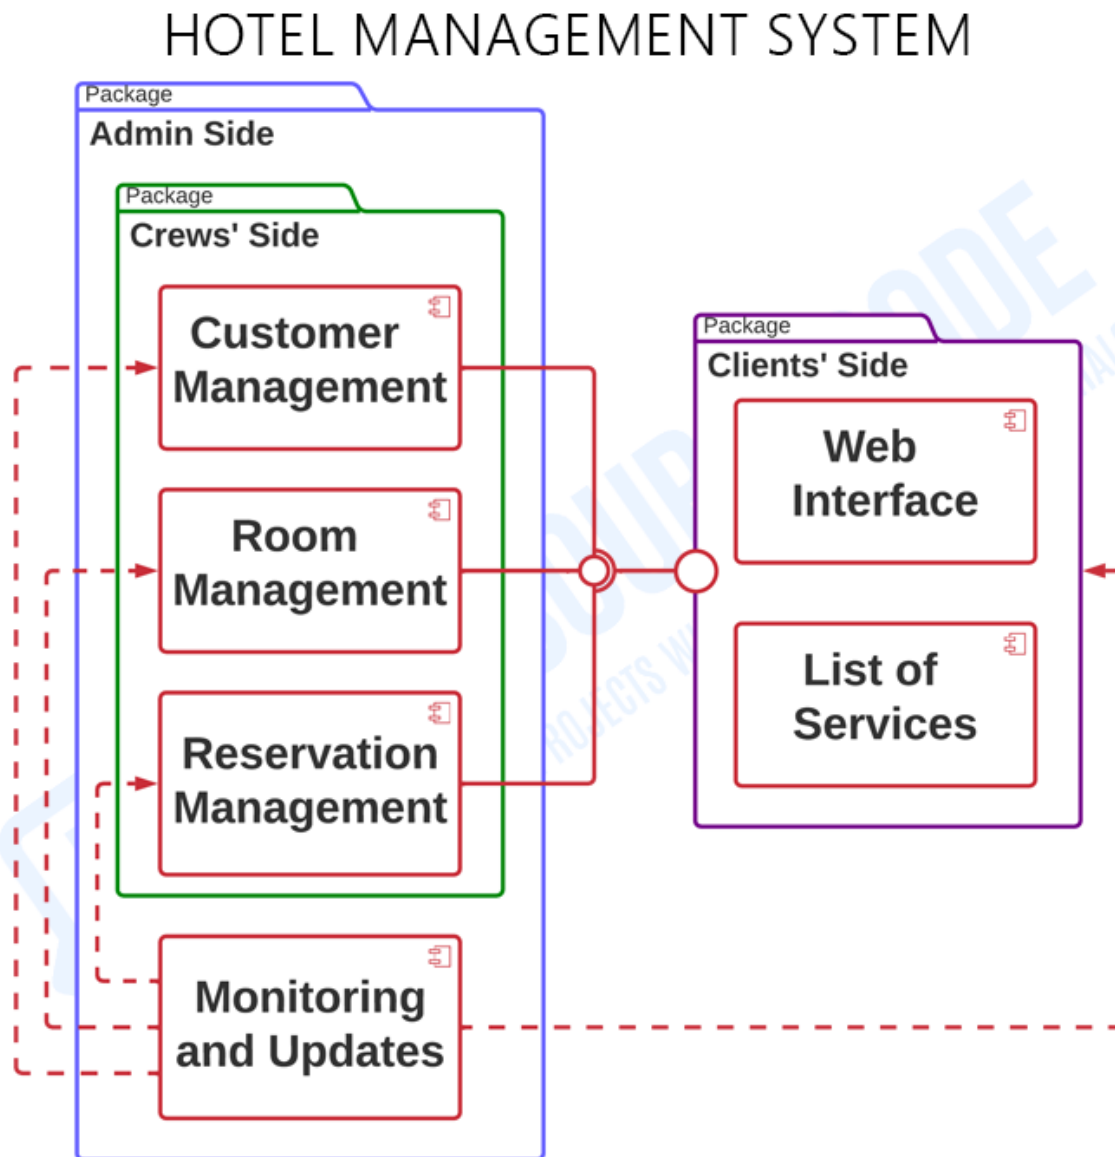 HOTEL MANAGEMENT SYSTEM
Package
Admin Side
Package
Crews' Side
Customer
Management
Room
Management
Reservation
Management
Monitoring
and Updates
Package
Clients' Side
Web
Interface
List of
Services